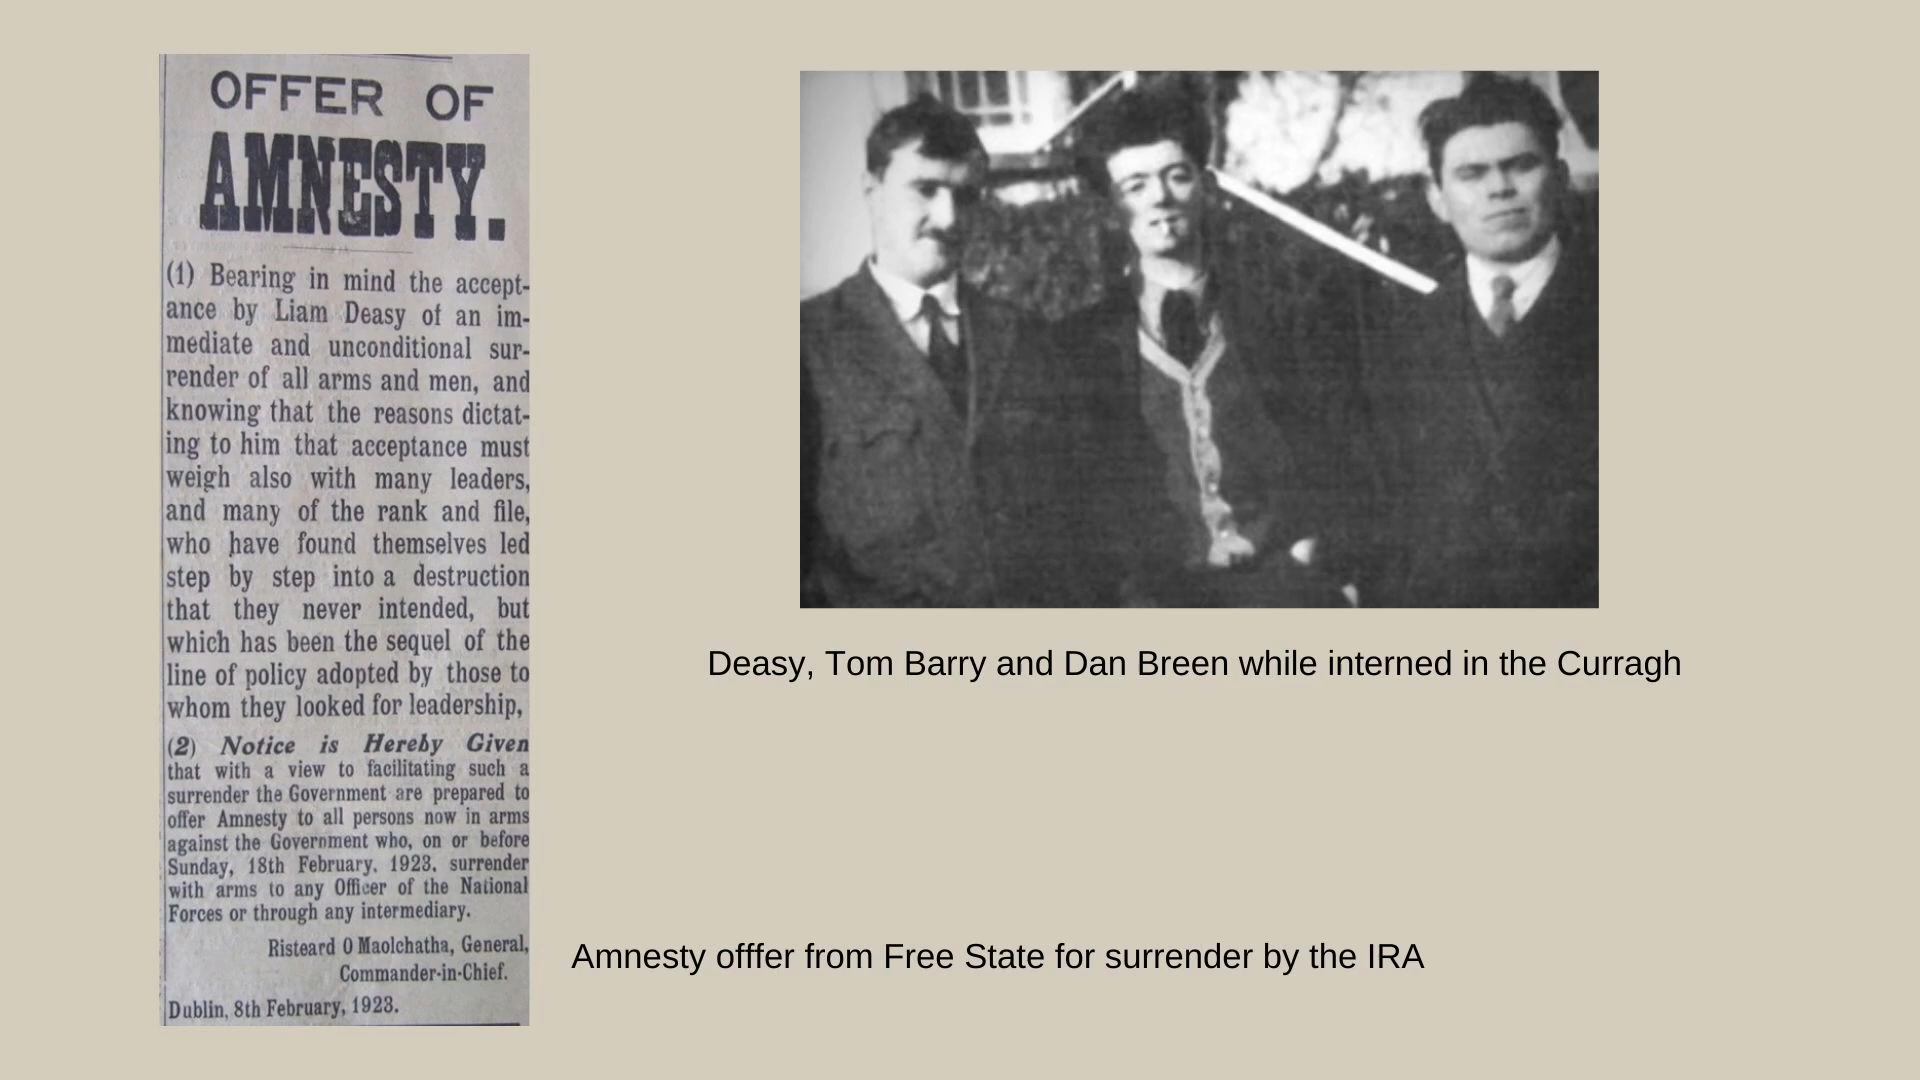 OFFER OF
AMNESTY.
(1) Bearing in mind the accept-
ance by Liam Deasy of an im-
mediate and unconditional sur-
render of all arms and men, and
knowing that the reasons dictat-
ing to him that acceptance must
weigh also with many leaders,
and many of the rank and file,
who have found themselves led
step by step into a destruction
that they never intended, but
which has been the sequel of the
line of policy adopted by those to
whom they looked for leadership,
(2) Notice is Hereby Given
that with a view to facilitating such a
surrender the Government are prepared to
offer Amnesty to all persons now in arms
against the Government who, on or before
Sunday, 18th February, 1923, surrender
with arms to any Officer of the National
Forces or through any intermediary.
Risteard O Maolchatha, General,
Commander-in-Chief.
Dublin, 8th February, 1923.
Deasy, Tom Barry and Dan Breen while interned in the Curragh
Amnesty offfer from Free State for surrender by the IRA